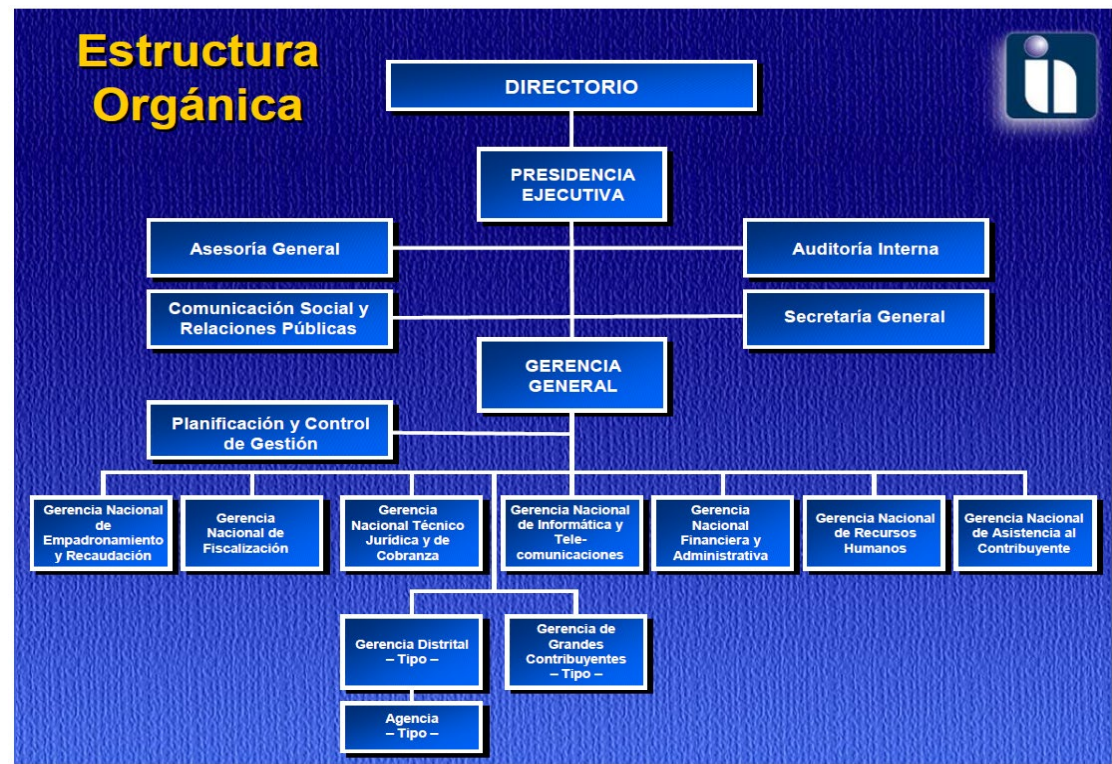 Estructura
Orgánica
DIRECTORIO
PRESIDENCIA
EJECUTIVA
Asesoría General
Auditoría Interna
Comunicación Social y
Relaciones Públicas
Secretaría General
GERENCIA
GENERAL
Planificación y Control
de Gestión
Gerencia Nacional
de
Empadronamiento
y Recaudación
Gerencia
Nacional de
Fiscalización
Gerencia
Nacional Técnico
Jurídica y de
Cobranza
Gerencia Nacional
de Informática y
Tele-
comunicaciones
Gerencia
Nacional
Financiera y
Administrativa
Gerencia Nacional
de Recursos
Humanos
Gerencia Nacional
de Asistencia al
Contribuyente
Gerencia Distrital
– Tipo –
Gerencia de
Grandes
Contribuyentes
– Tipo –
Agencia
– Tipo –